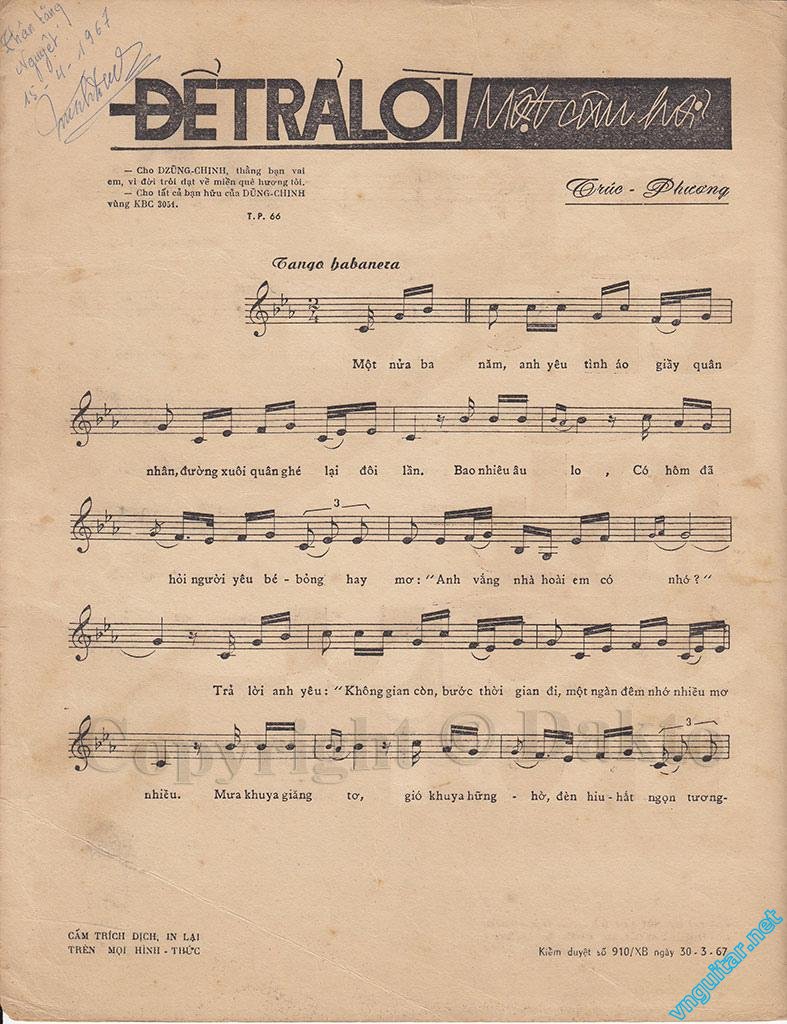 Thân tặng
Nguyệt
15-4-1967
ĐỂ TRẢ LỜI Một câu hỏi
— Cho DZŨNG-CHINH, thằng bạn vai
em, vì đời trôi dạt về miền quê hương tôi.
— Cho tất cả bạn hữu của DŨNG-CHINH
vùng KBC 3054.
T.P. 66
Trúc - Phương
Tango habanera
2
4
Một nửa ba năm, anh yêu tình áo giầy quân
nhân, đường xuôi quân ghé lại đôi lần. Bao nhiêu âu lo , Có hôm đã
3
hỏi người yêu bé - bỏng hay mơ: "Anh vắng nhà hoài em có nhớ ? "
Trả lời anh yêu: "Không gian còn, bước thời gian đi, một ngàn đêm nhớ nhiều mơ
3
nhiều. Mưa khuya giăng tơ, gió khuya hững - hờ, đèn hiu-hắt ngọn tương-
Copyright © Dakto
CẤM TRÍCH DỊCH, IN LẠI
TRÊN MỌI HÌNH - THỨC
Kiểm duyệt số 910/XB ngày 30 - 3 - 67
vnguitar.net